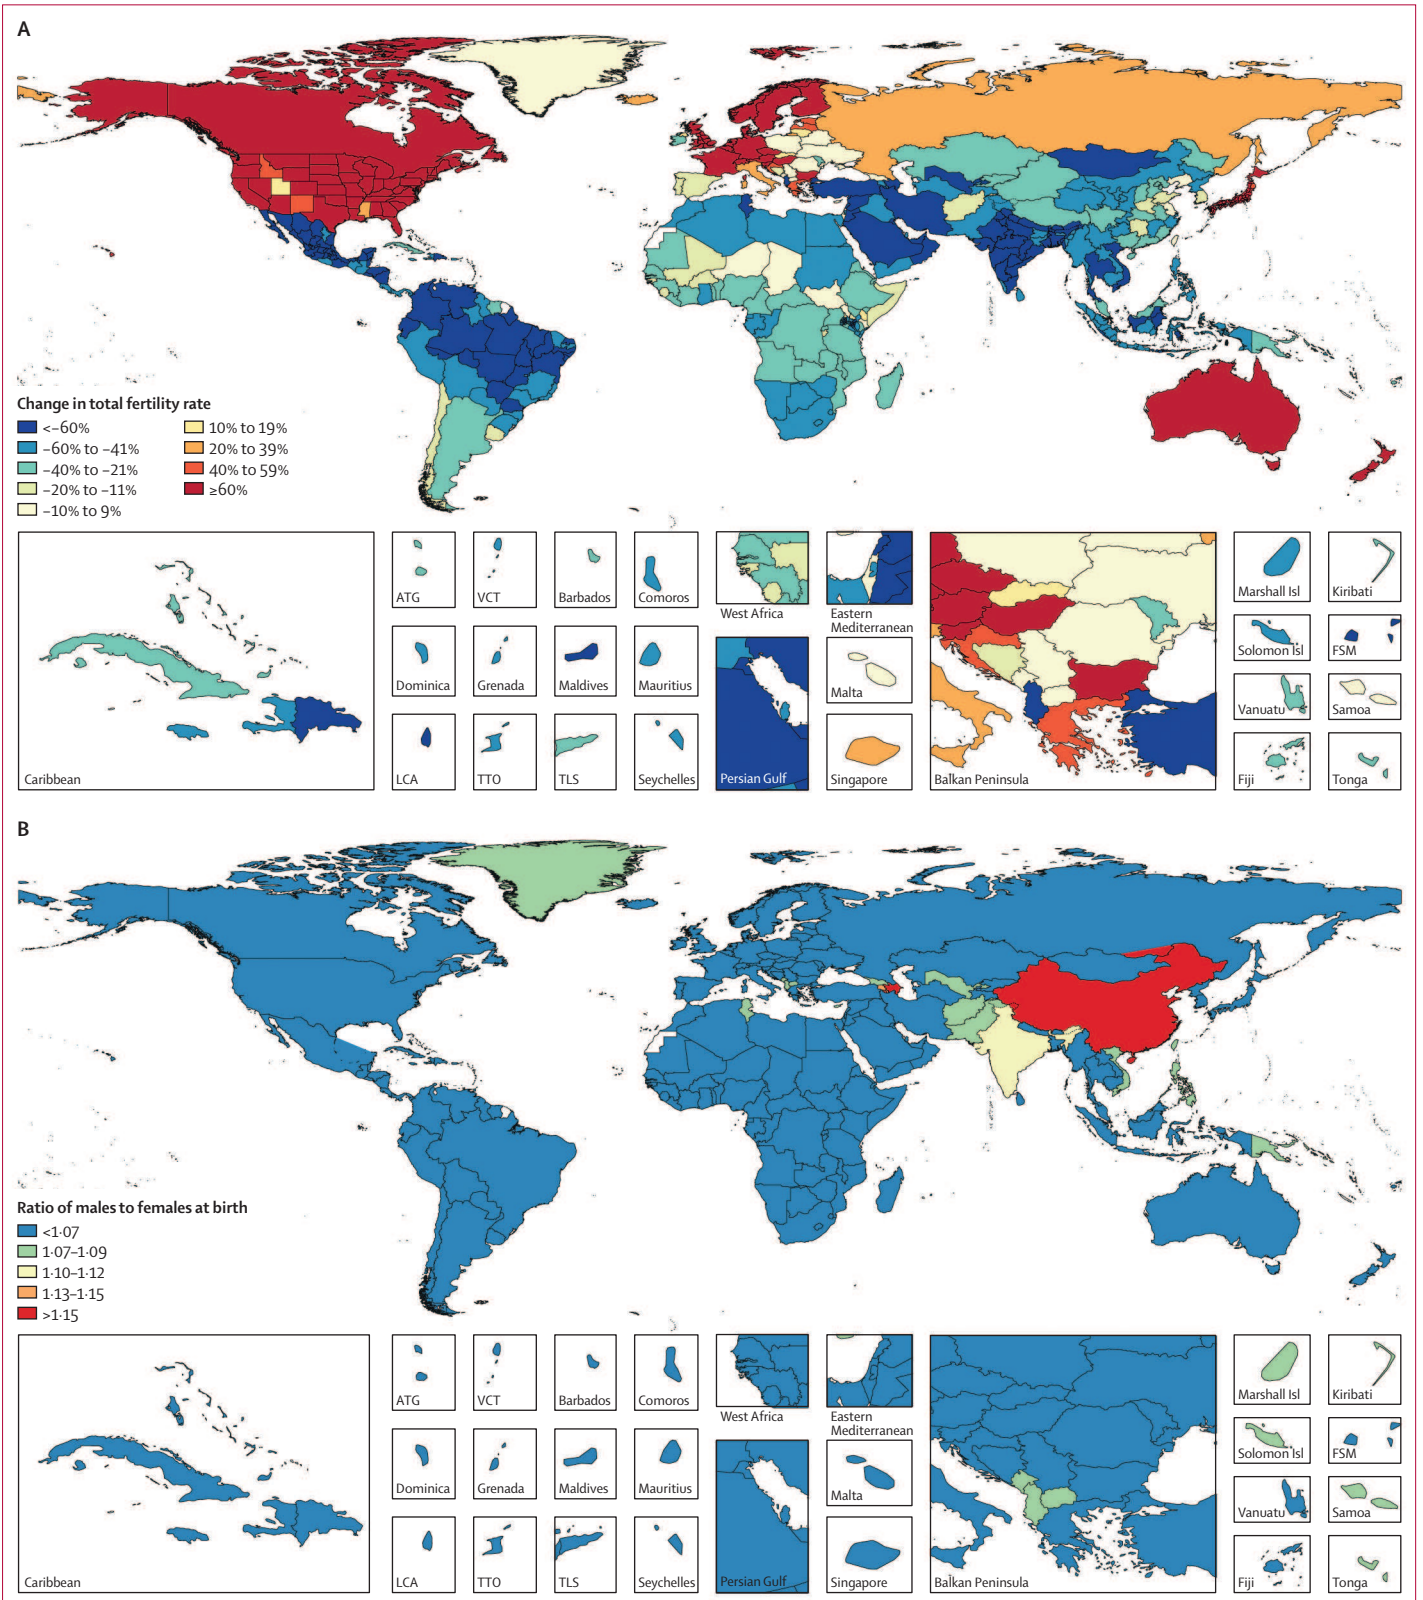 A
Change in total fertility rate
<–60%
–60% to –41%
–40% to –21%
–20% to –11%
–10% to 9%
10% to 19%
20% to 39%
40% to 59%
≥60%
Caribbean
ATG
VCT
Barbados
Comoros
Dominica
Grenada
Maldives
Mauritius
LCA
TTO
TLS
Seychelles
West Africa
Eastern
Mediterranean
Persian Gulf
Malta
Singapore
Balkan Peninsula
Marshall Isl
Kiribati
Solomon Isl
FSM
Vanuatu
Samoa
Fiji
Tonga
B
Ratio of males to females at birth
<1·07
1·07–1·09
1·10–1·12
1·13–1·15
>1·15
Caribbean
ATG
VCT
Barbados
Comoros
Dominica
Grenada
Maldives
Mauritius
LCA
TTO
TLS
Seychelles
West Africa
Eastern
Mediterranean
Persian Gulf
Malta
Singapore
Balkan Peninsula
Marshall Isl
Kiribati
Solomon Isl
FSM
Vanuatu
Samoa
Fiji
Tonga